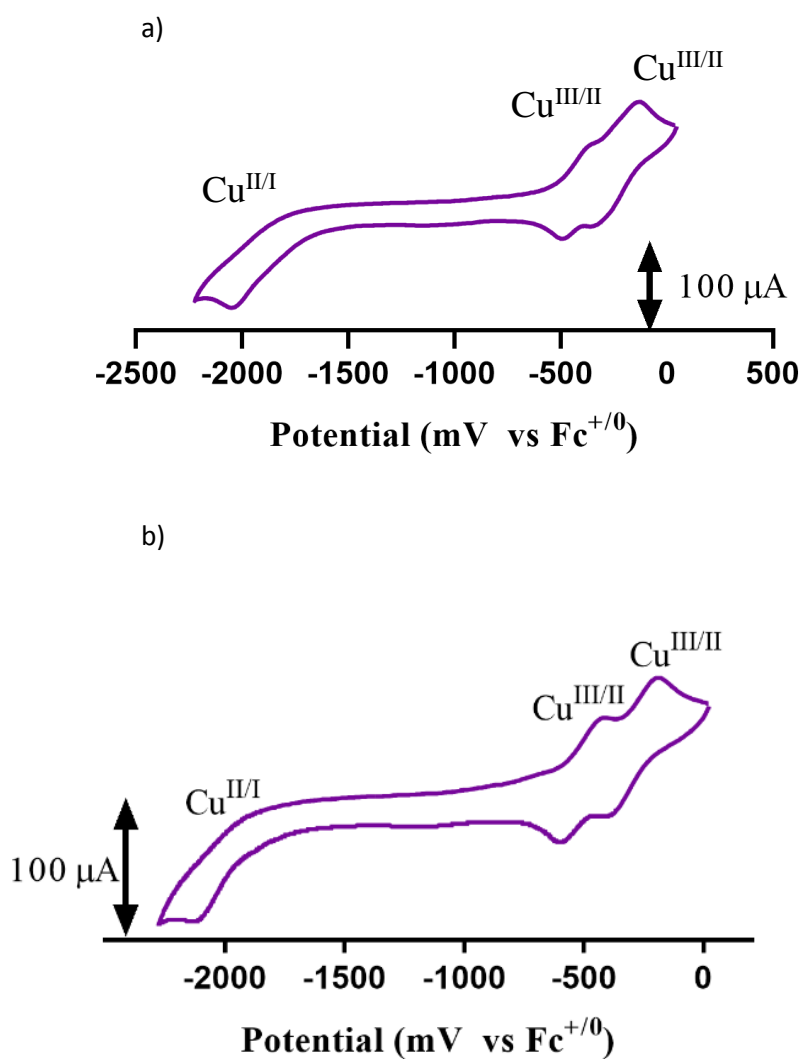 a)
Cu^III/II
Cu^III/II
Cu^II/I
100 µA
-2500 -2000 -1500 -1000 -500 0 500
Potential (mV vs Fc^+/0)
b)
Cu^III/II
Cu^III/II
Cu^II/I
100 µA
-2000 -1500 -1000 -500 0
Potential (mV vs Fc^+/0)